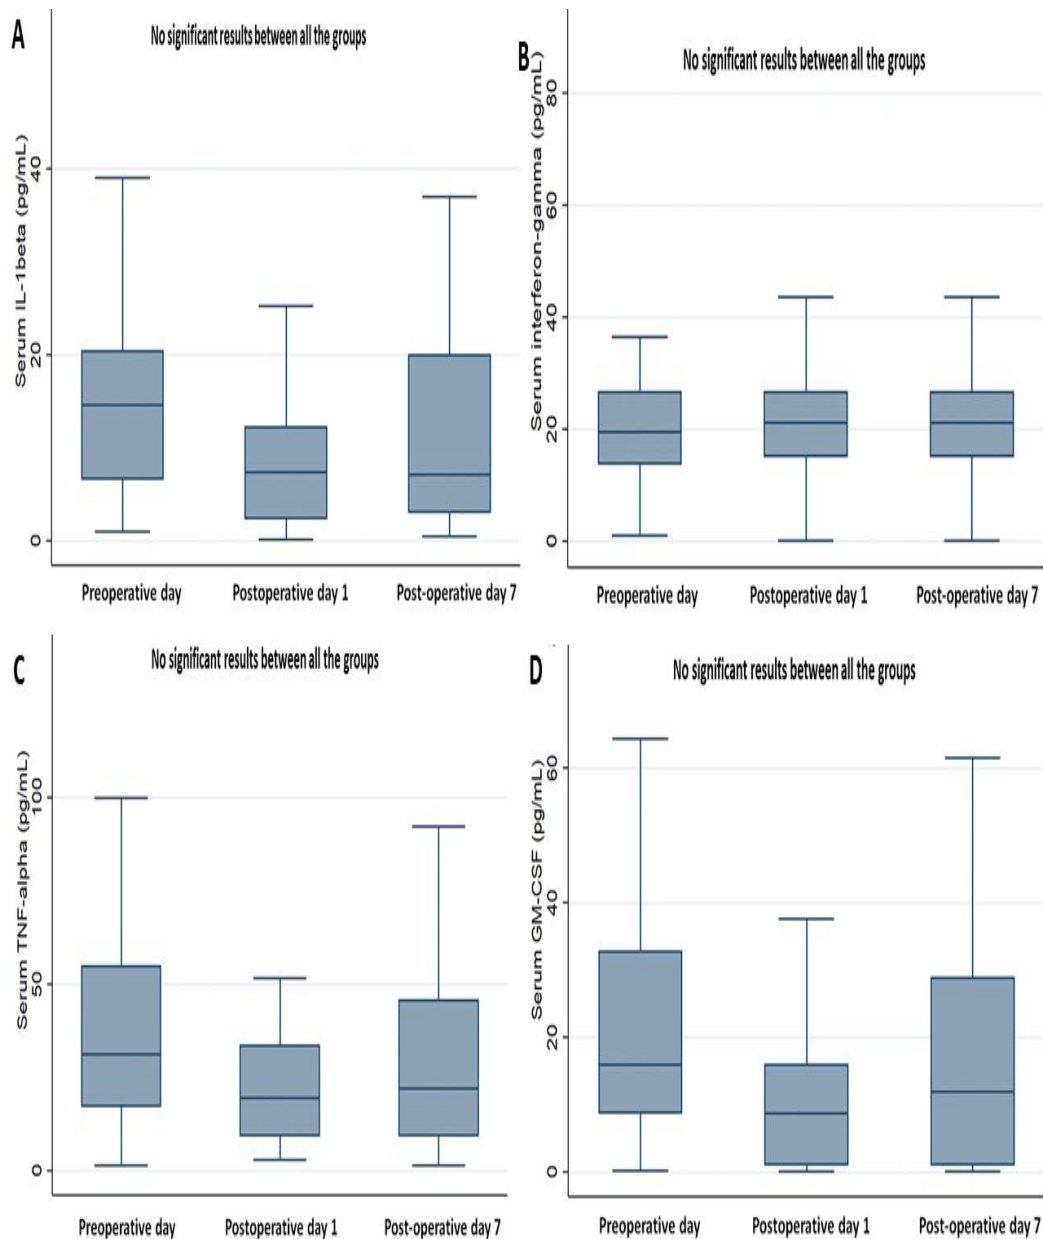 A
No significant results between all the groups
Serum IL-1beta (pg/mL)
40
20
0
Preoperative day
Postoperative day 1
Post-operative day 7
B
No significant results between all the groups
Serum interferon-gamma (pg/mL)
80
60
40
20
0
Preoperative day
Postoperative day 1
Post-operative day 7
C
No significant results between all the groups
Serum TNF-alpha (pg/mL)
100
50
0
Preoperative day
Postoperative day 1
Post-operative day 7
D
No significant results between all the groups
Serum GM-CSF (pg/mL)
60
40
20
0
Preoperative day
Postoperative day 1
Post-operative day 7